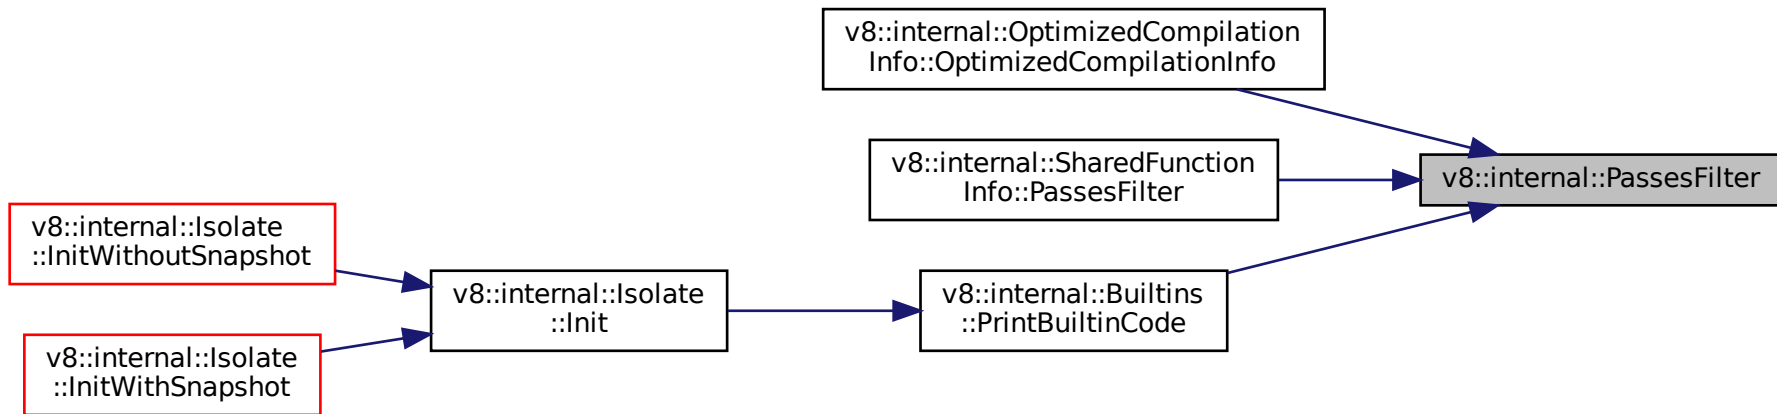 v8::internal::OptimizedCompilation
Info::OptimizedCompilationInfo
v8::internal::SharedFunction
Info::PassesFilter
v8::internal::PassesFilter
v8::internal::Isolate
::InitWithoutSnapshot
v8::internal::Isolate
::Init
v8::internal::Builtins
::PrintBuiltinCode
v8::internal::Isolate
::InitWithSnapshot